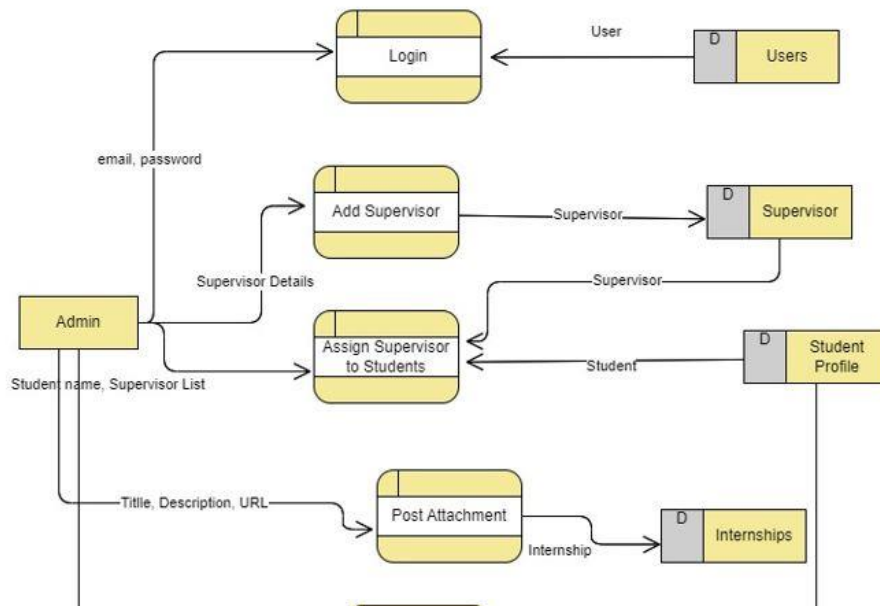 User
D
Users
Login
email, password
D
Supervisor
Add Supervisor
Supervisor
Supervisor Details
Supervisor
Admin
Assign Supervisor
to Students
D
Student
Profile
Student
Student name, Supervisor List
Titlle, Description, URL
Post Attachment
D
Internships
Internship